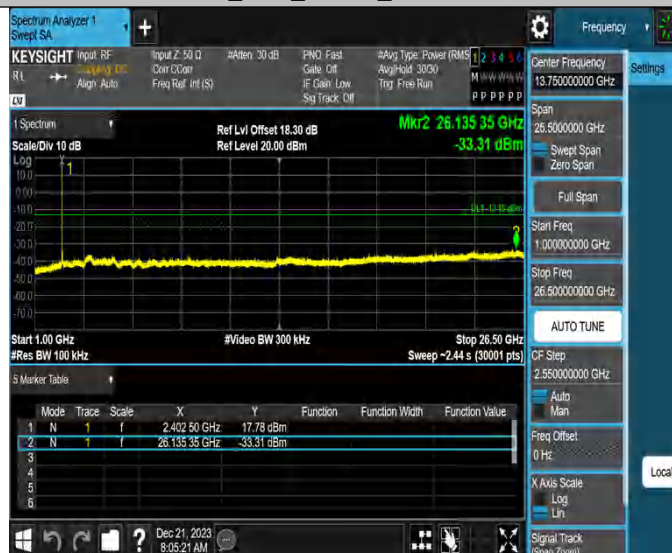 Spectrum Analyzer 1
Swept SA
+
Frequency
KEYSIGHT Input: RF
R L
Coupling: DC
Align: Auto
Input Z: 50 Ω
Corr CCorr
Freq Ref: Int (S)
#Atten: 30 dB
PNO: Fast
Gate: Off
IF Gain: Low
Sig Track: Off
#Avg Type: Power (RMS)
Avg|Hold: 30/30
Trig: Free Run
1 2 3 4 5 6
M W W W W W
P P P P P P
LXI
1 Spectrum
Scale/Div 10 dB
Ref Lvl Offset 18.30 dB
Ref Level 20.00 dBm
Mkr2 26.135 35 GHz
-33.31 dBm
Log
10.0
0.00
-10.0
-20.0
-30.0
-40.0
-50.0
-60.0
-70.0
1
2
Start 1.00 GHz
#Res BW 100 kHz
#Video BW 300 kHz
Stop 26.50 GHz
Sweep ~2.44 s (30001 pts)
5 Marker Table
Mode Trace Scale X Y Function Function Width Function Value
1 N 1 f 2.402 50 GHz 17.78 dBm
2 N 1 f 26.135 35 GHz -33.31 dBm
3
4
5
6
?
Dec 21, 2023
8:05:21 AM
Center Frequency
13.750000000 GHz
Settings
Span
25.5000000 GHz
Swept Span
Zero Span
Full Span
Start Freq
1.000000000 GHz
Stop Freq
26.500000000 GHz
AUTO TUNE
CF Step
2.550000000 GHz
Auto
Man
Freq Offset
0 Hz
X Axis Scale
Log
Lin
Local
Signal Track
(Span Zoom)